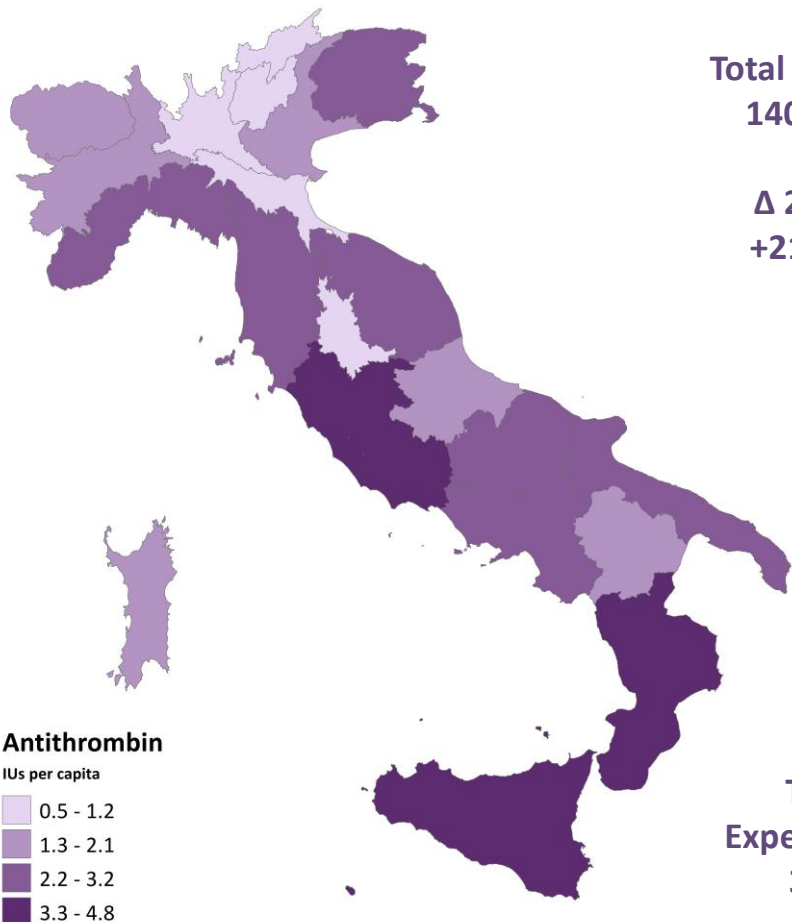 Total
140
Δ 2
+21
Antithrombin
IUs per capita
0.5 - 1.2
1.3 - 2.1
2.2 - 3.2
3.3 - 4.8
T
Expe